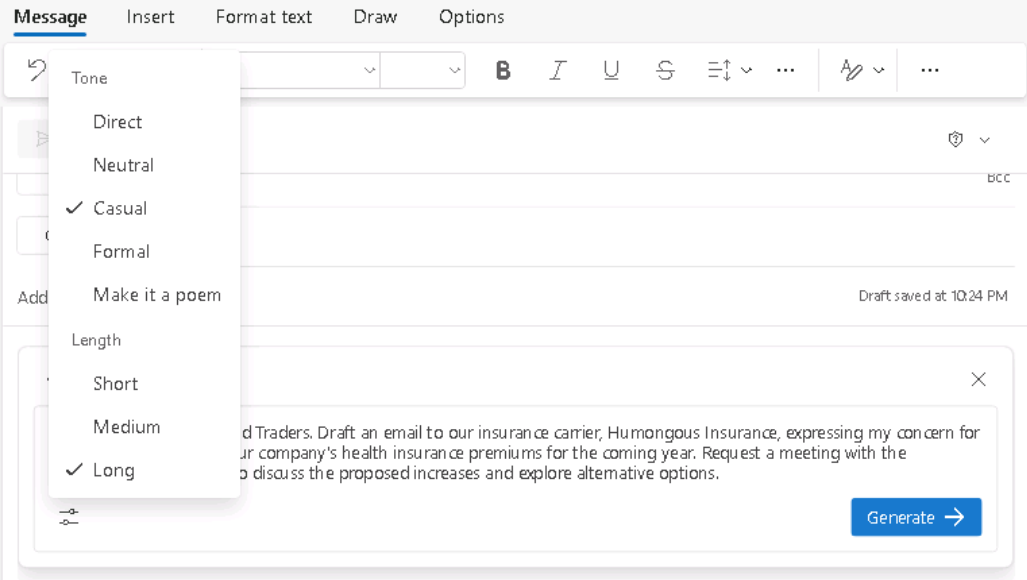 Message Insert Format text Draw Options
Tone
Direct
Neutral
Bcc
Casual
Formal
Make it a poem
Add
Draft saved at 10:24 PM
Length
Short
Medium
d Traders. Draft an email to our insurance carrier, Humongous Insurance, expressing my concern for
ur company's health insurance premiums for the coming year. Request a meeting with the
Long
o discuss the proposed increases and explore alternative options.
Generate